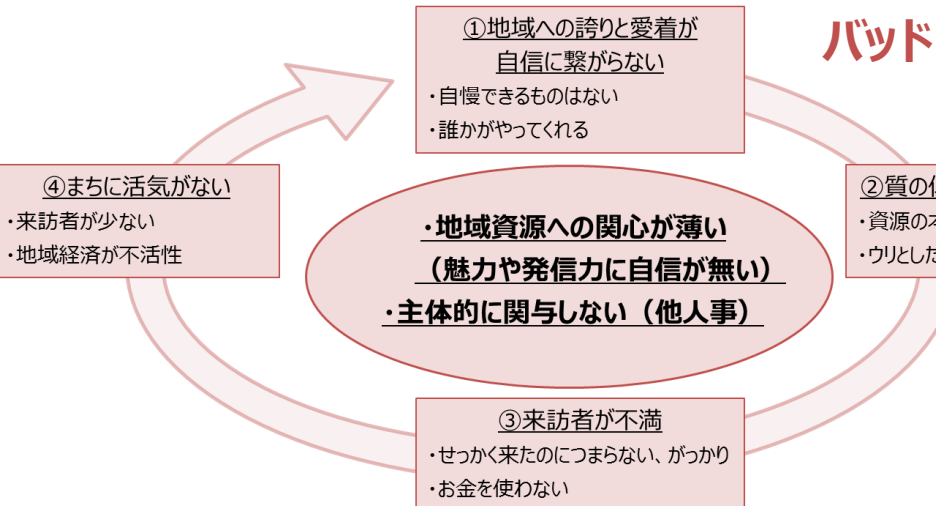 バッド
①地域への誇りと愛着が
自信に繋がらない
・自慢できるものはない
・誰かがやってくれる
②質の
・資源の
・ウリとした
・地域資源への関心が薄い
（魅力や発信力に自信が無い）
・主体的に関与しない（他人事）
③来訪者が不満
・せっかく来たのにつまらない、がっかり
・お金を使わない
④まちに活気がない
・来訪者が少ない
・地域経済が不活性